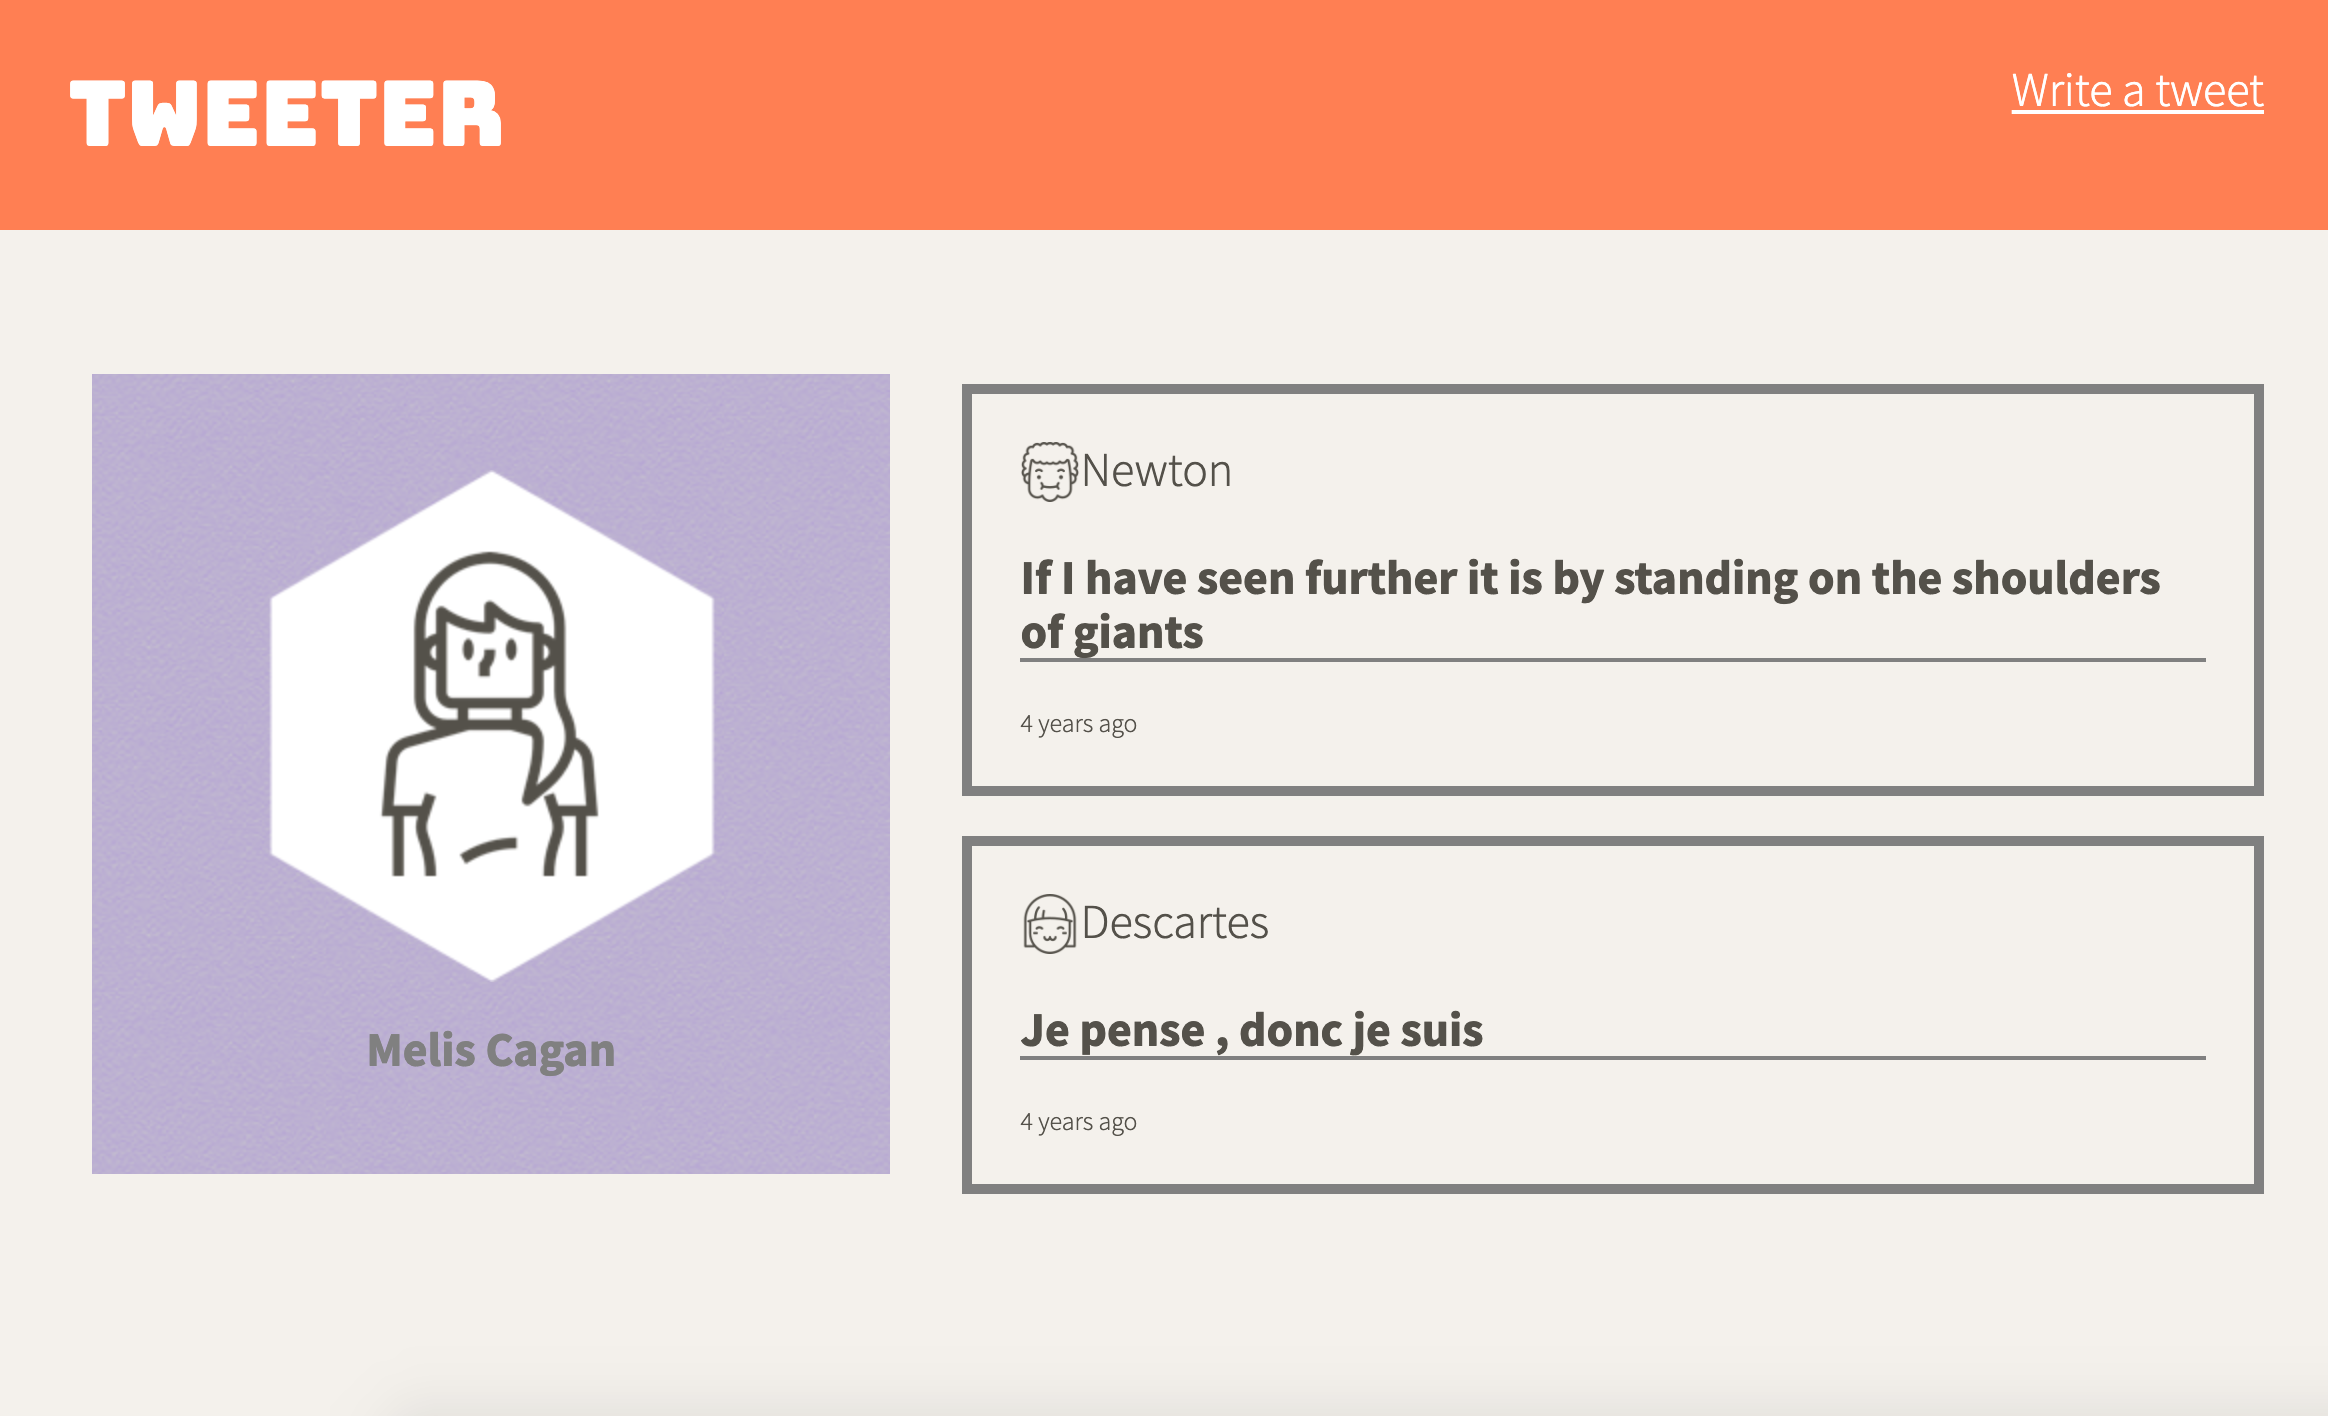 TWEETER
Write a tweet
Melis Cagan
Newton
If I have seen further it is by standing on the shoulders
of giants
4 years ago
Descartes
Je pense , donc je suis
4 years ago